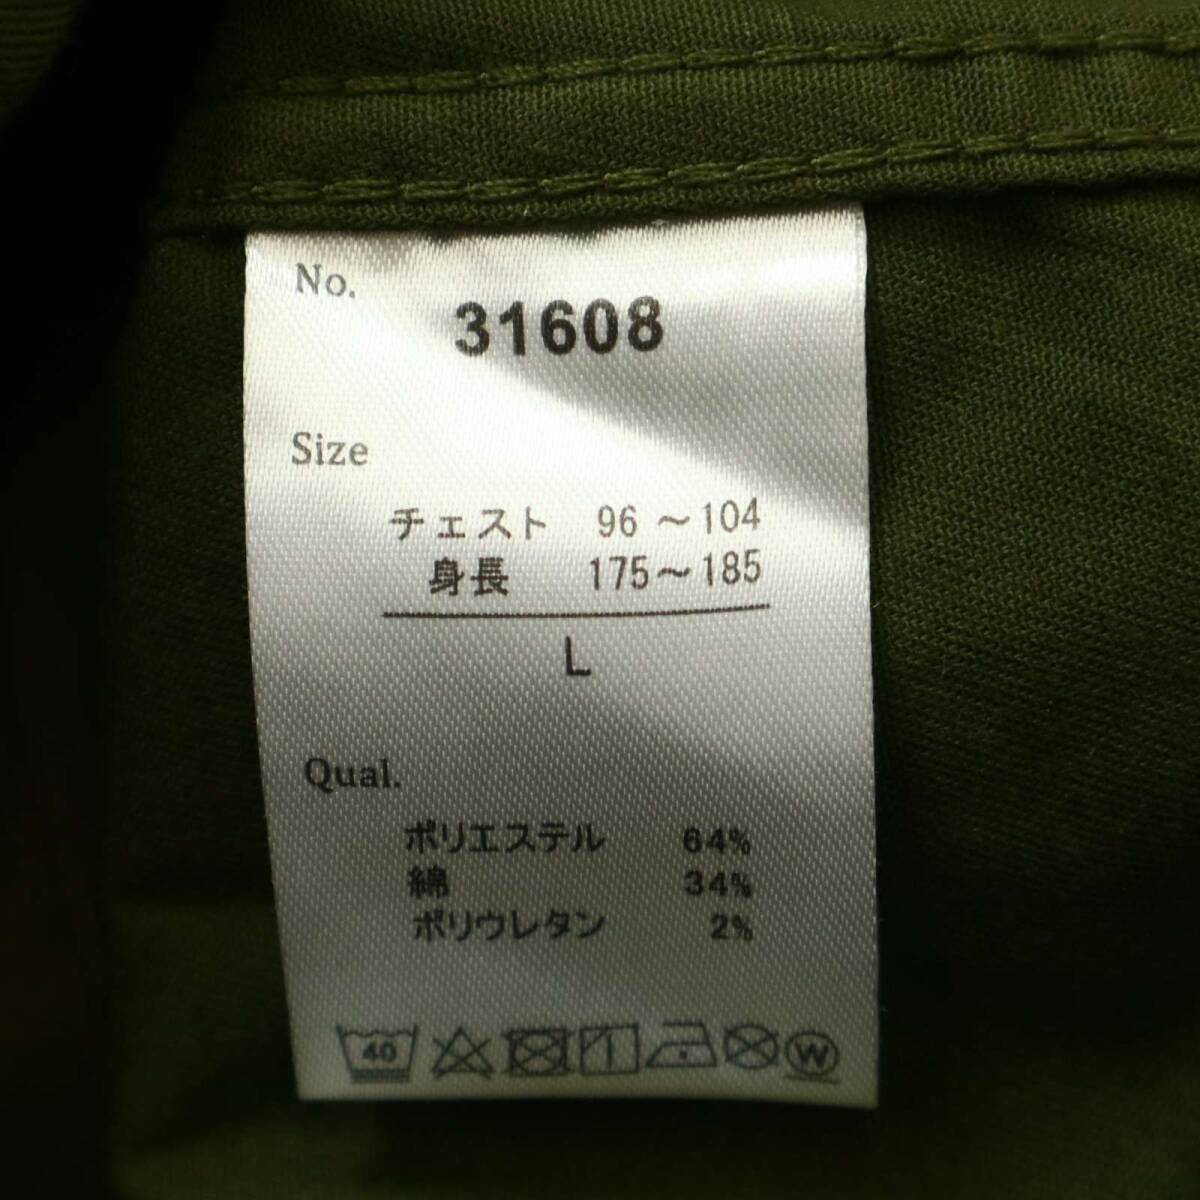 No.
31608
Size
チェスト 96 ～ 104
身長 175～185
L
Qual.
ポリエステル 64%
綿 34%
ポリウレタン 2%
40
W